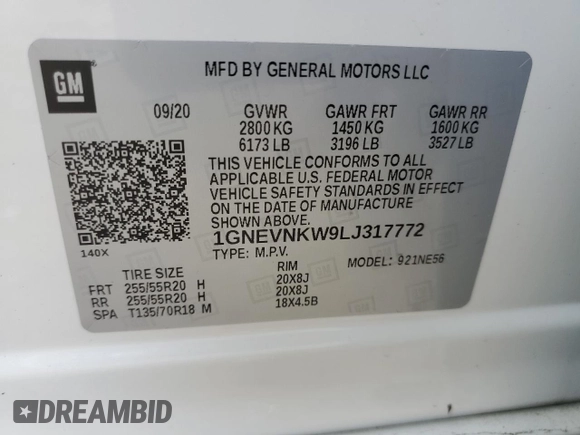 GM
MFD BY GENERAL MOTORS LLC
09/20 GVWR GAWR FRT GAWR RR
2800 KG 1450 KG 1600 KG
6173 LB 3196 LB 3527 LB
THIS VEHICLE CONFORMS TO ALL
APPLICABLE U.S. FEDERAL MOTOR
VEHICLE SAFETY STANDARDS IN EFFECT
ON THE DATE OF MANUFACTURE
SHOWN ABOVE.
140X
1GNEVNKW9LJ317772
TYPE: M.P.V. MODEL: 921NE56
TIRE SIZE RIM
FRT 255/55R20 H 20X8J
RR 255/55R20 H 20X8J
SPA T135/70R18 M 18X4.5B
DREAMBID